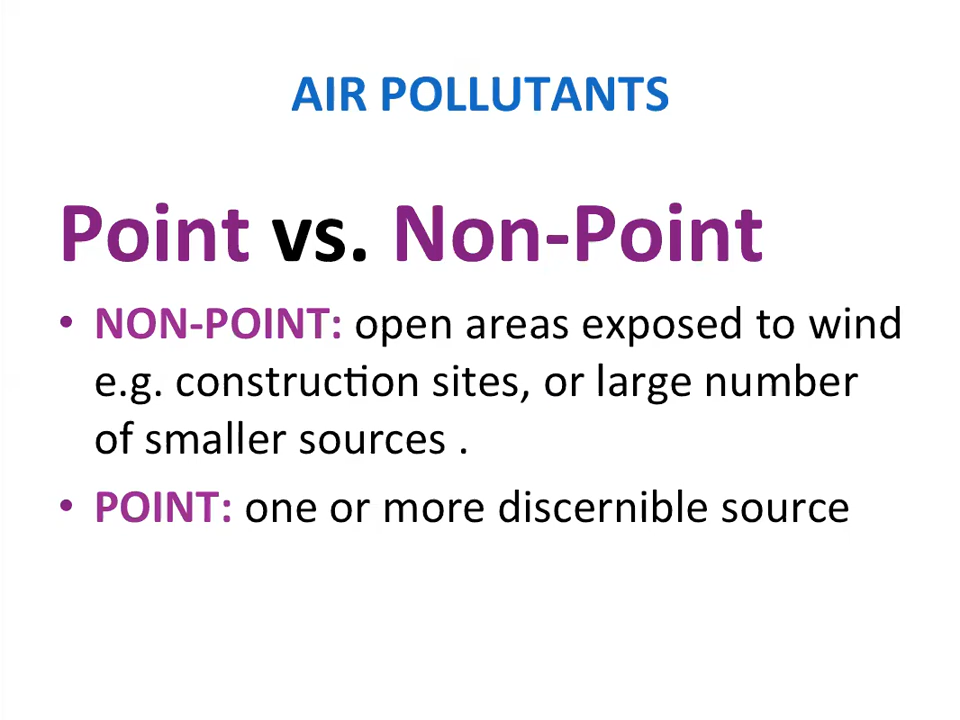 AIR POLLUTANTS
Point vs. Non-Point
• NON-POINT: open areas exposed to wind
e.g. construction sites, or large number
of smaller sources .
• POINT: one or more discernible source